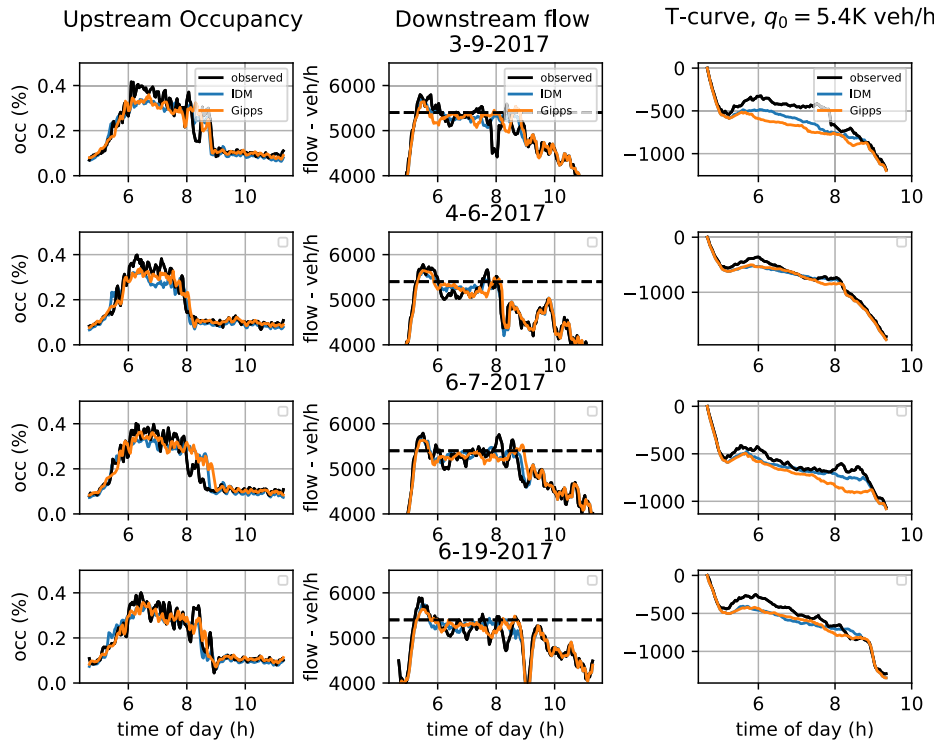 Upstream Occupancy Downstream flow T-curve, q0 = 5.4K veh/h
3-9-2017
occ (%)
0.4
0.2
0.0
observed
IDM
Gipps
6 8 10
flow - veh/h
6000
5000
4000
observed
IDM
Gipps
6 8 10
0
−500
−1000
observed
IDM
Gipps
6 8 10
4-6-2017
occ (%)
0.4
0.2
0.0
6 8 10
flow - veh/h
6000
5000
4000
6 8 10
0
−1000
6 8 10
6-7-2017
occ (%)
0.4
0.2
0.0
6 8 10
flow - veh/h
6000
5000
4000
6 8 10
0
−500
−1000
6 8 10
6-19-2017
occ (%)
0.4
0.2
0.0
6 8 10
time of day (h)
flow - veh/h
6000
5000
4000
6 8 10
time of day (h)
0
−500
−1000
6 8 10
time of day (h)